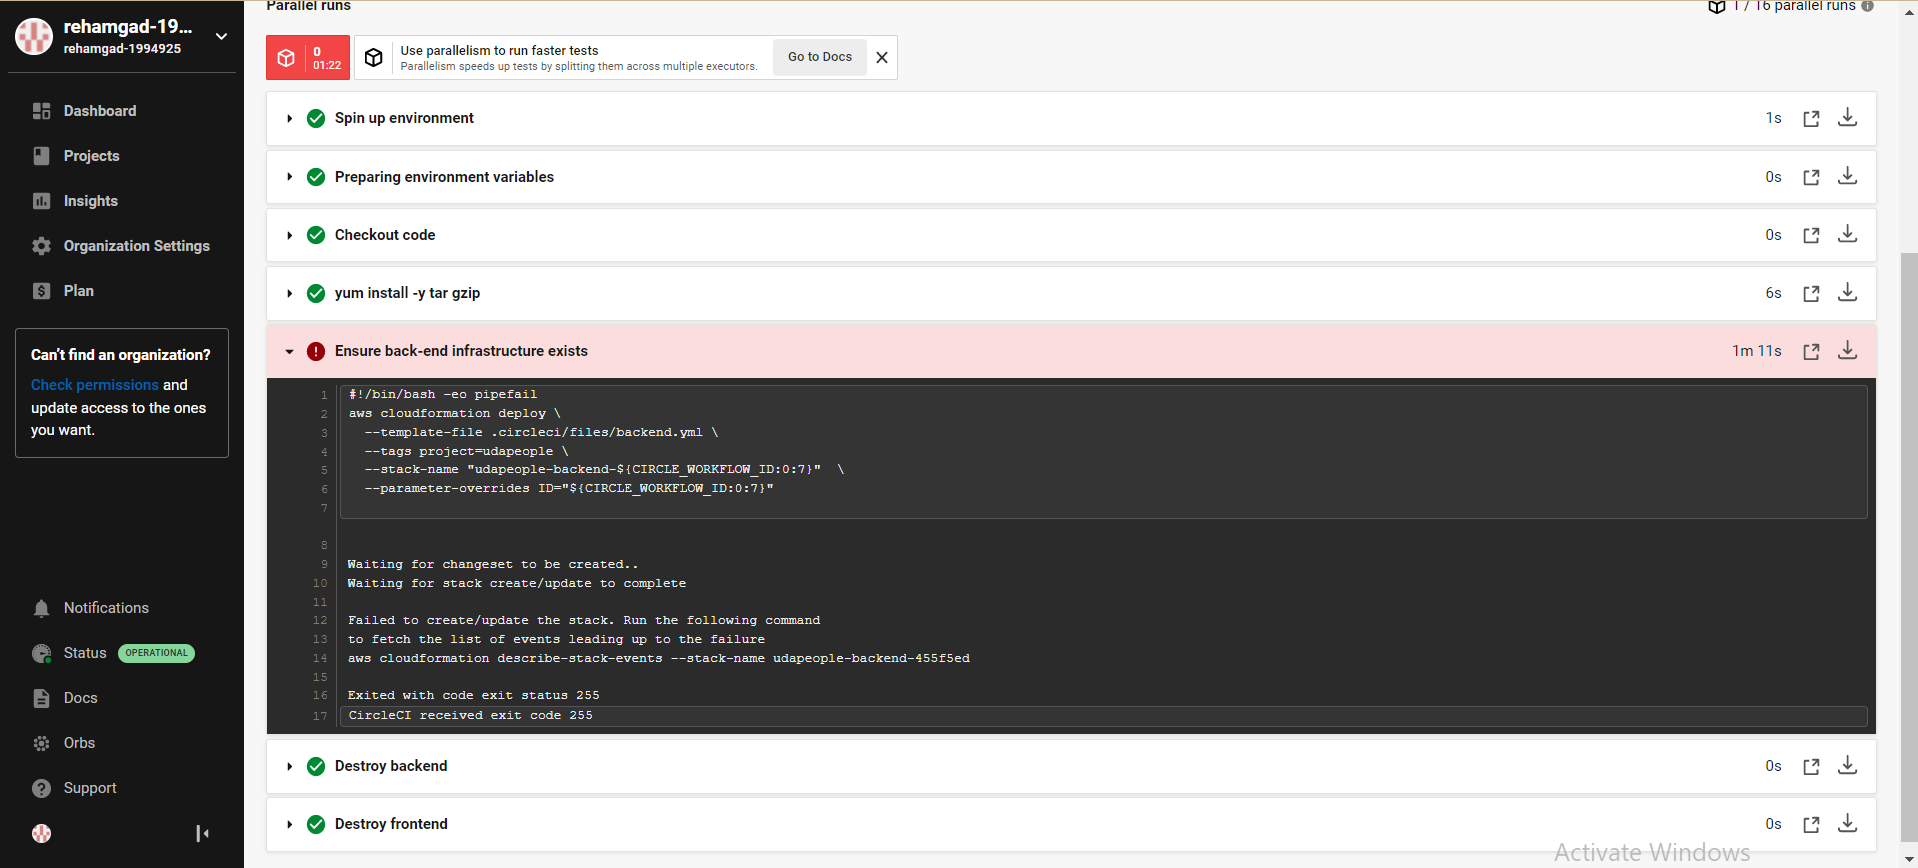 rehamgad-19...
rehamgad-1994925
Dashboard
Projects
Insights
Organization Settings
Plan
Can't find an organization?
Check permissions and
update access to the ones
you want.
Notifications
Status OPERATIONAL
Docs
Orbs
Support
Parallel runs
1 / 16 parallel runs
0
01:22
Use parallelism to run faster tests
Parallelism speeds up tests by splitting them across multiple executors.
Go to Docs
Spin up environment 1s
Preparing environment variables 0s
Checkout code 0s
yum install -y tar gzip 6s
Ensure back-end infrastructure exists 1m 11s
1 #!/bin/bash -eo pipefail
2 aws cloudformation deploy \
3 --template-file .circleci/files/backend.yml \
4 --tags project=udapeople \
5 --stack-name "udapeople-backend-${CIRCLE_WORKFLOW_ID:0:7}" \
6 --parameter-overrides ID="${CIRCLE_WORKFLOW_ID:0:7}"
7
8
9 Waiting for changeset to be created..
10 Waiting for stack create/update to complete
11
12 Failed to create/update the stack. Run the following command
13 to fetch the list of events leading up to the failure
14 aws cloudformation describe-stack-events --stack-name udapeople-backend-455f5ed
15
16 Exited with code exit status 255
17 CircleCI received exit code 255
Destroy backend 0s
Destroy frontend 0s
Activate Windows